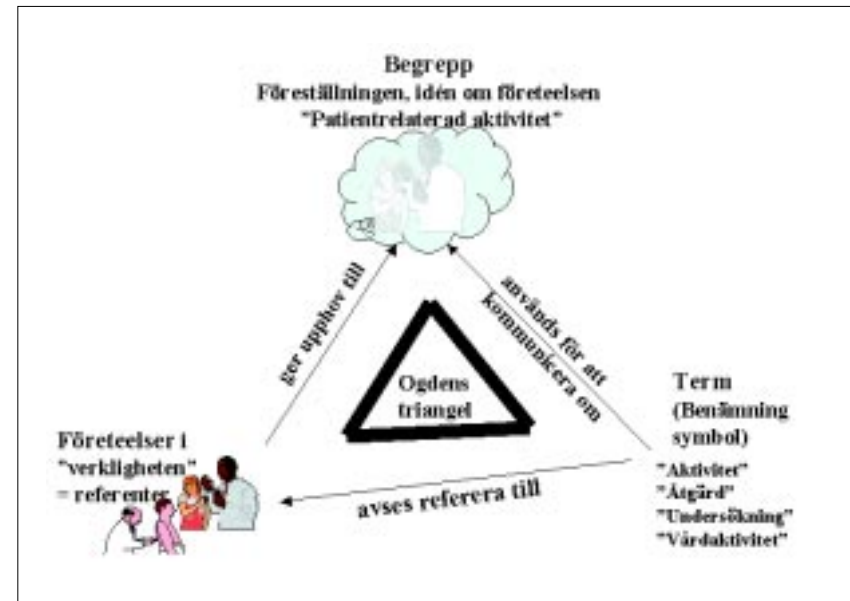 Begrepp
Föreställningen, idén om företeelsen
"Patientrelaterad aktivitet"
ger upphov till
används för att
kommunicera om
Ogdens
triangel
Term
(Benämning
symbol)
"Aktivitet"
"Åtgärd"
"Undersökning"
"Vårdaktivitet"
Företeelser i
"verkligheten"
= referenter
avses referera till